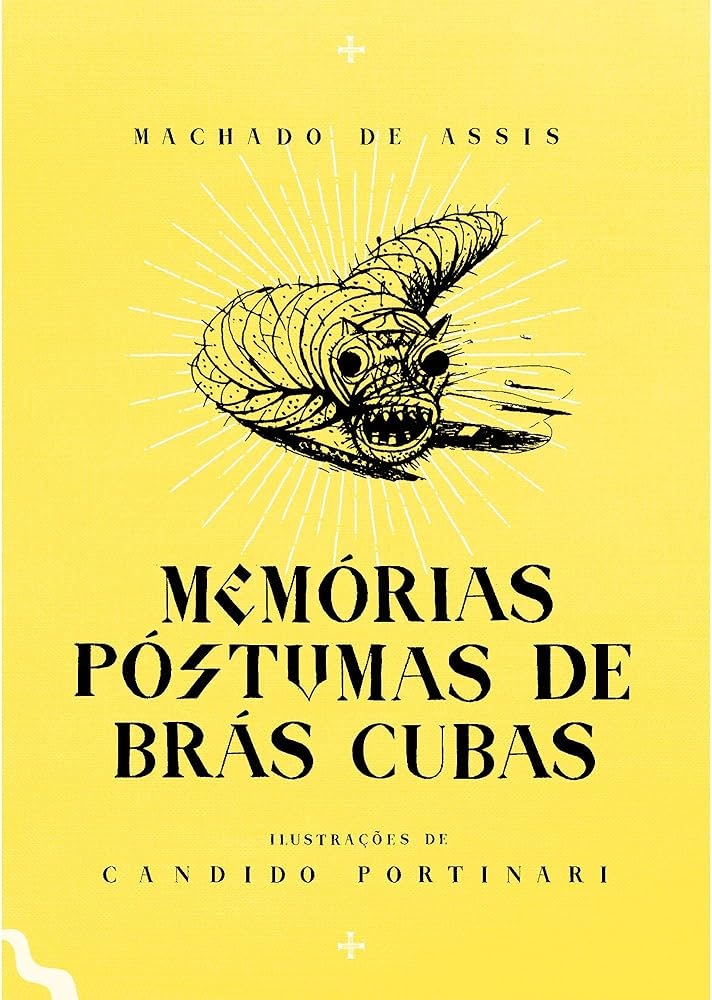 MACHADO DE ASSIS
MEMÓRIAS
PÓSTUMAS DE
BRÁS CUBAS
ILUSTRAÇÕES DE
CANDIDO PORTINARI